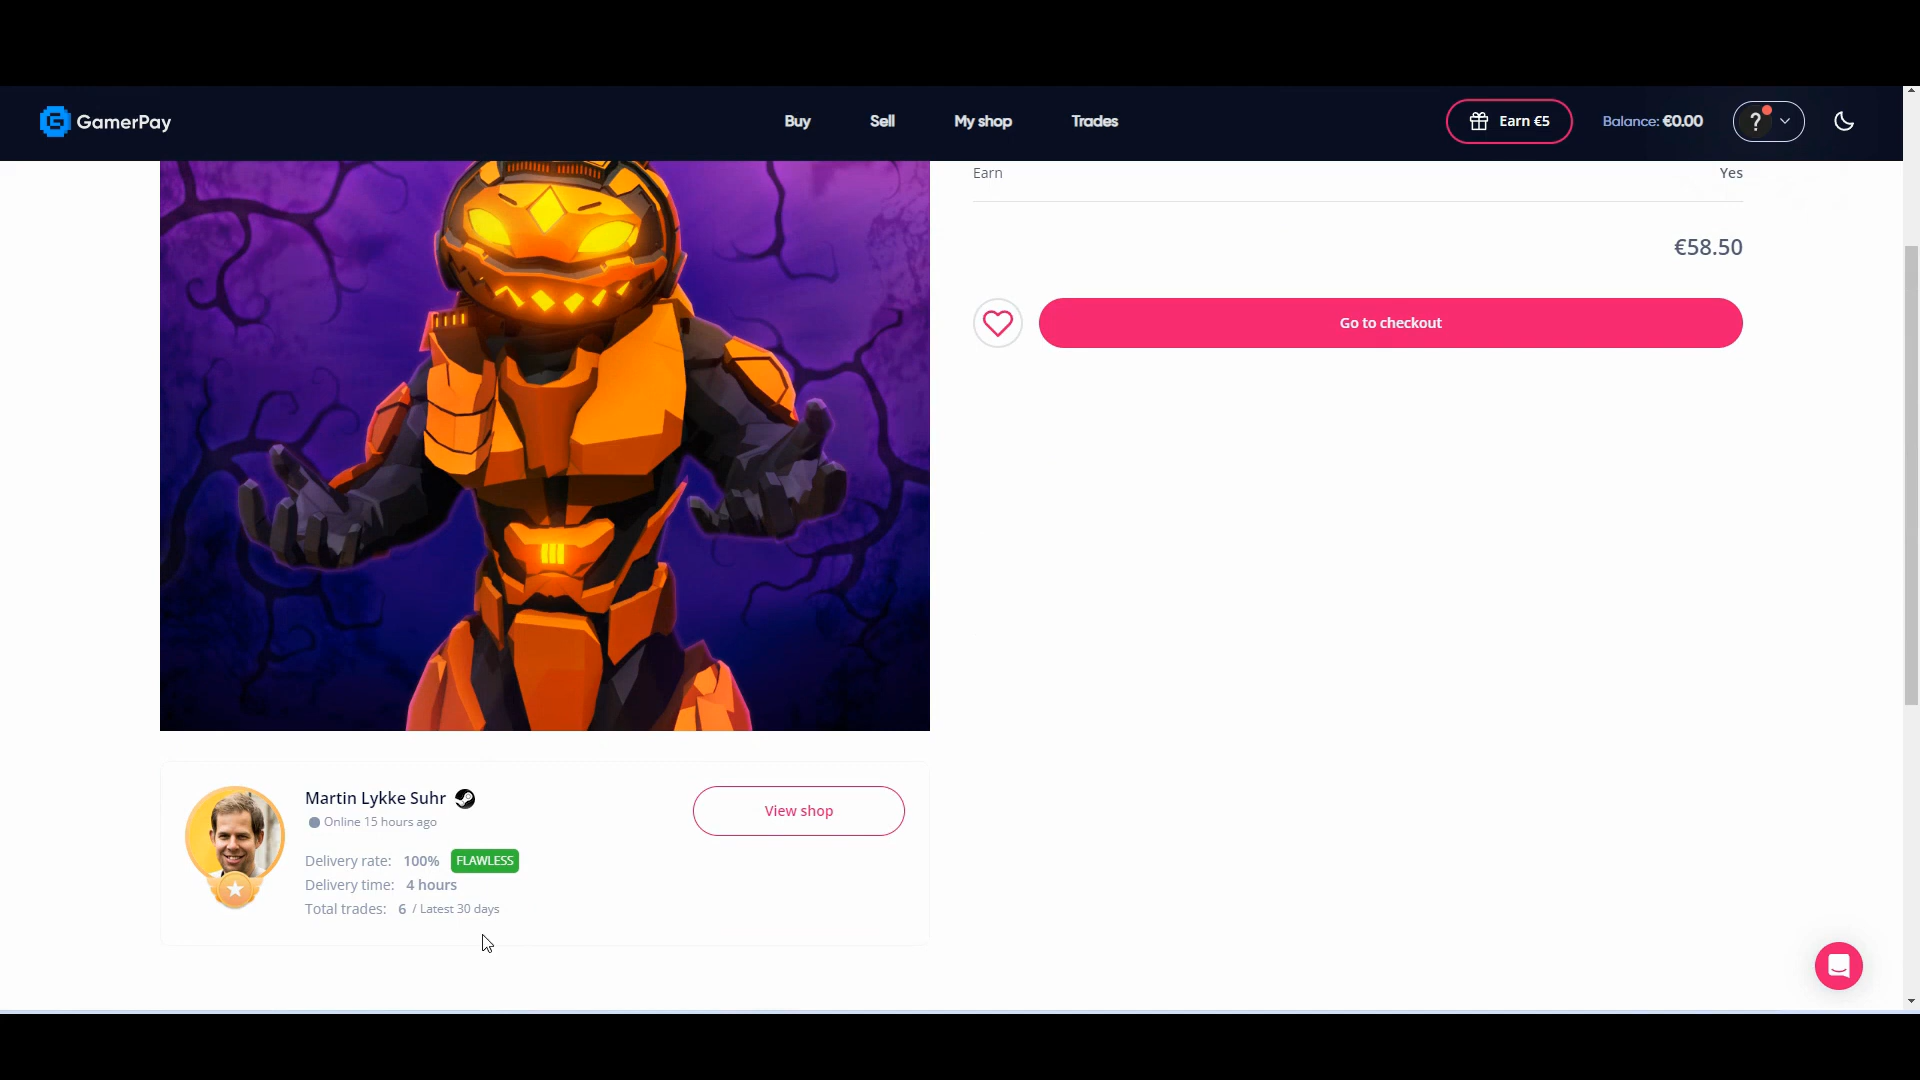 GamerPay
Buy
Sell
My shop
Trades
Earn €5
Balance: €0.00
?
Earn
Yes
€58.50
Go to checkout
Martin Lykke Suhr
Online 15 hours ago
View shop
Delivery rate: 100% FLAWLESS
Delivery time: 4 hours
Total trades: 6 / Latest 30 days